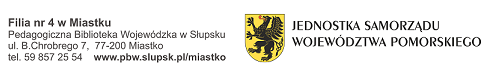 Filia nr 4 w Miastku
Pedagogiczna Biblioteka Wojewódzka w Słupsku
ul. B.Chrobrego 7, 77-200 Miastko
tel. 59 857 25 54 www.pbw.slupsk.pl/miastko
JEDNOSTKA SAMORZĄDU
WOJEWÓDZTWA POMORSKIEGO